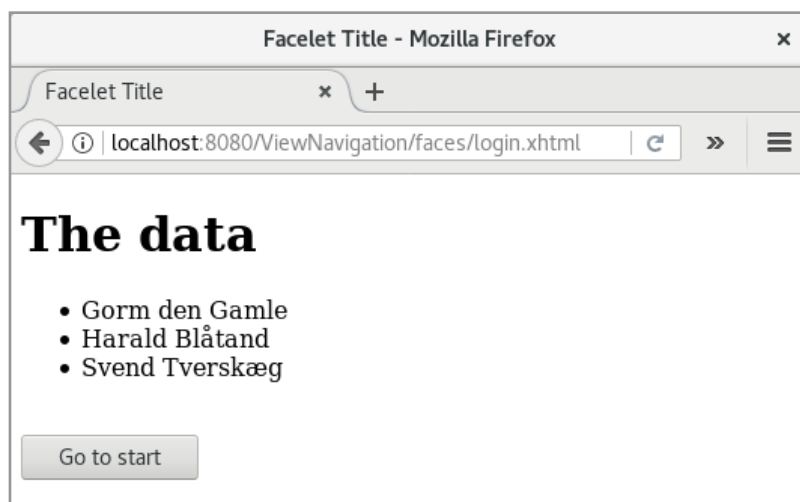 Facelet Title - Mozilla Firefox
Facelet Title
localhost:8080/ViewNavigation/faces/login.xhtml
The data
Gorm den Gamle
Harald Blåtand
Svend Tverskæg
Go to start